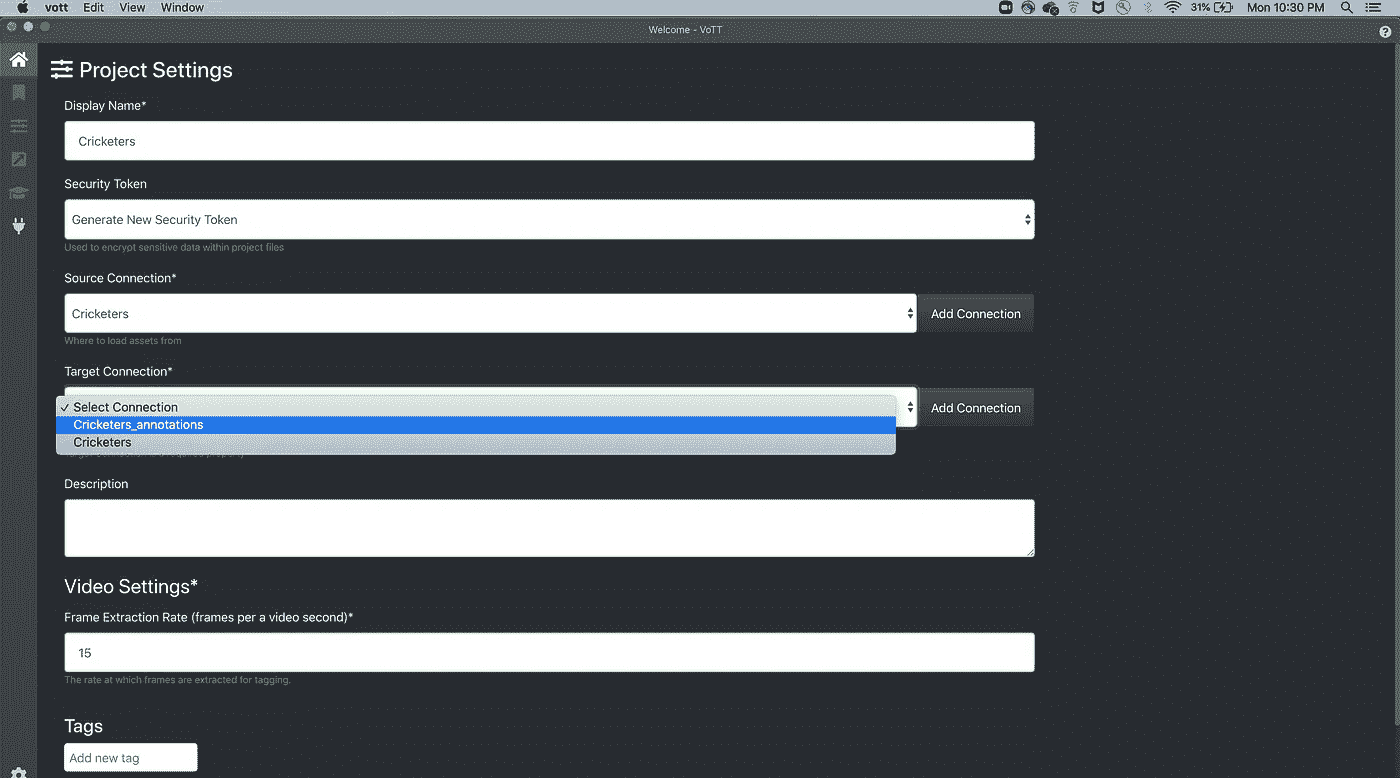 vott Edit View Window 31% Mon 10:30 PM
Welcome - VoTT
Project Settings
Display Name*
Cricketers
Security Token
Generate New Security Token
Used to encrypt sensitive data within project files
Source Connection*
Cricketers
Add Connection
Where to load assets from
Target Connection*
Select Connection
Add Connection
Cricketers_annotations
Cricketers
Description
Video Settings*
Frame Extraction Rate (frames per a video second)*
15
The rate at which frames are extracted for tagging.
Tags
Add new tag